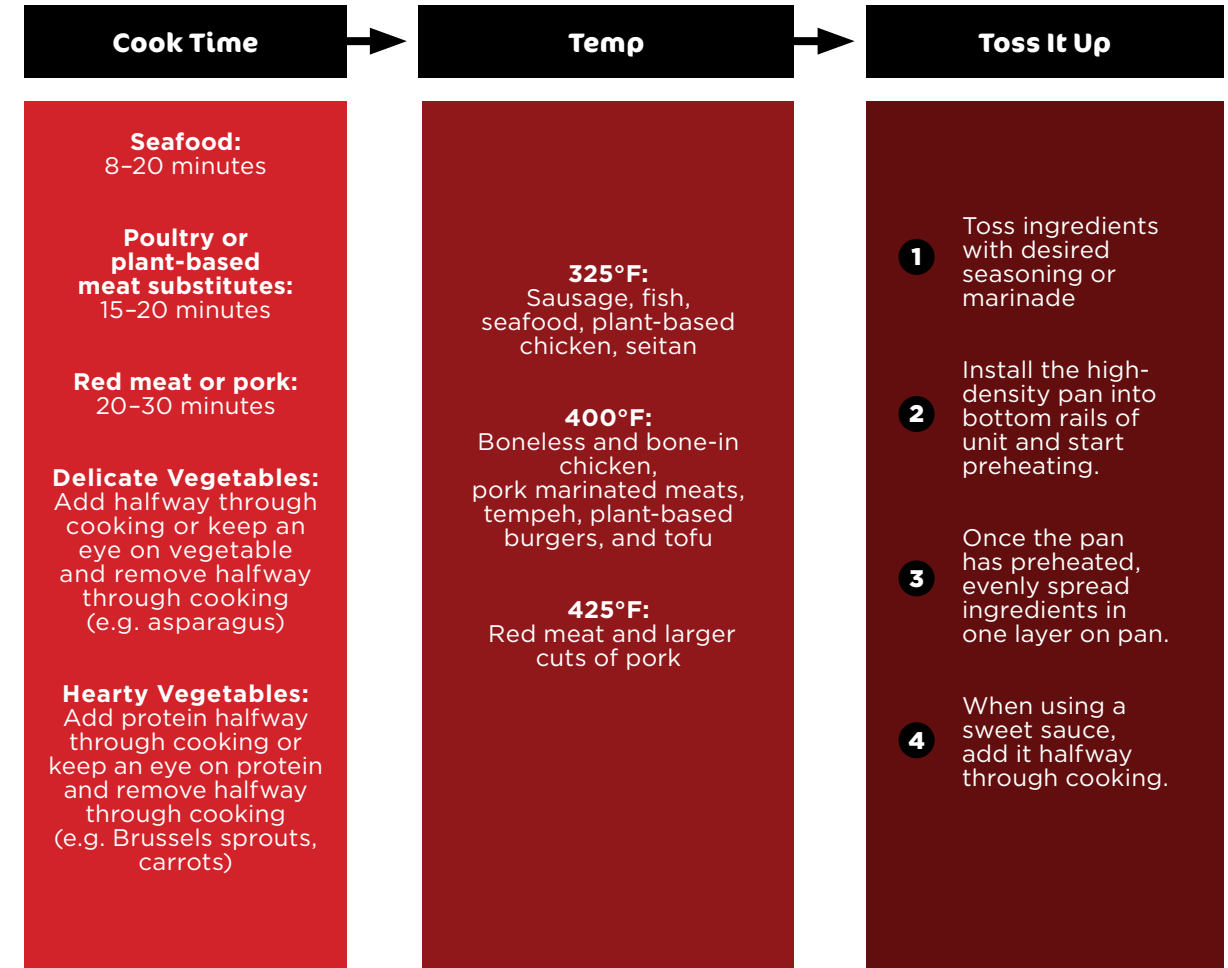 Cook Time
Temp
Toss It Up
Seafood:
8–20 minutes
Poultry or
plant-based
meat substitutes:
15–20 minutes
Red meat or pork:
20–30 minutes
Delicate Vegetables:
Add halfway through
cooking or keep an
eye on vegetable
and remove halfway
through cooking
(e.g. asparagus)
Hearty Vegetables:
Add protein halfway
through cooking or
keep an eye on protein
and remove halfway
through cooking
(e.g. Brussels sprouts,
carrots)
325°F:
Sausage, fish,
seafood, plant-based
chicken, seitan
400°F:
Boneless and bone-in
chicken,
pork marinated meats,
tempeh, plant-based
burgers, and tofu
425°F:
Red meat and larger
cuts of pork
1
Toss ingredients
with desired
seasoning or
marinade
2
Install the high-
density pan into
bottom rails of
unit and start
preheating.
3
Once the pan
has preheated,
evenly spread
ingredients in
one layer on pan.
4
When using a
sweet sauce,
add it halfway
through cooking.